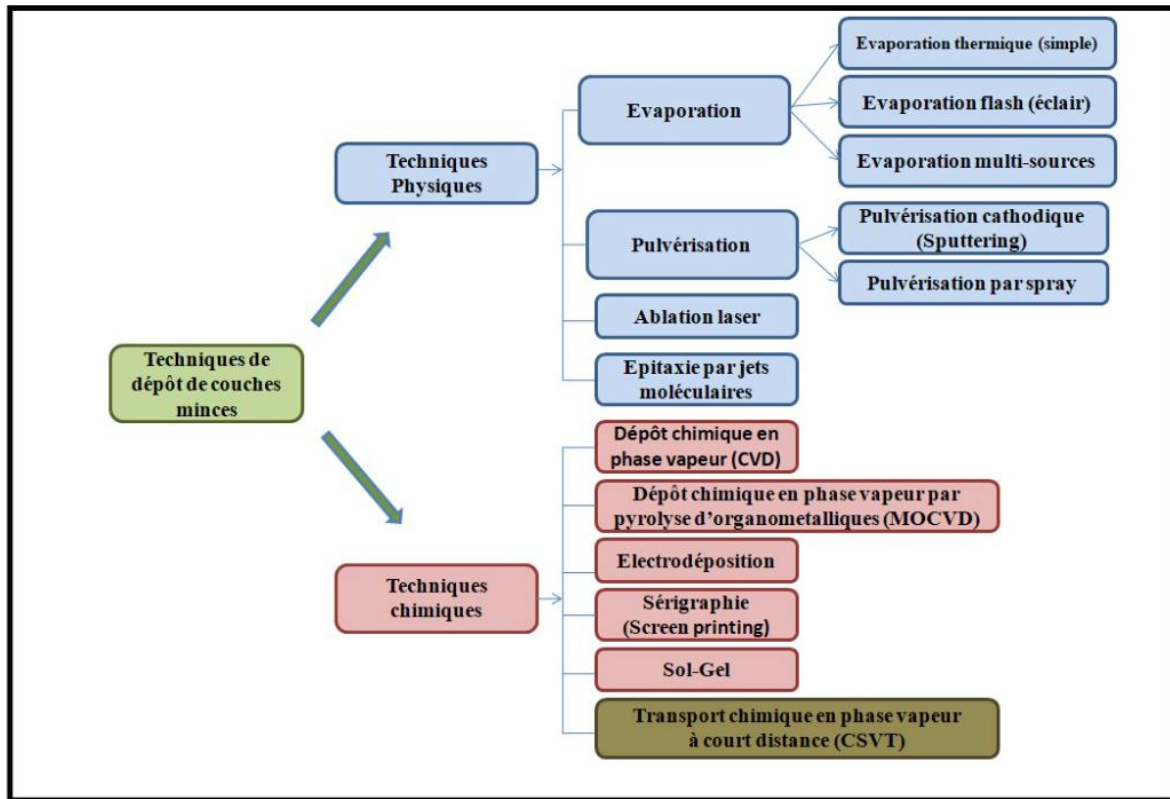 Techniques de
dépôt de couches
minces
Techniques
Physiques
Evaporation
Evaporation thermique (simple)
Evaporation flash (éclair)
Evaporation multi-sources
Pulvérisation
Pulvérisation cathodique
(Sputtering)
Pulvérisation par spray
Ablation laser
Epitaxie par jets
moléculaires
Techniques
chimiques
Dépôt chimique en
phase vapeur (CVD)
Dépôt chimique en phase vapeur par
pyrolyse d’organometalliques (MOCVD)
Electrodéposition
Sérigraphie
(Screen printing)
Sol-Gel
Transport chimique en phase vapeur
à court distance (CSVT)